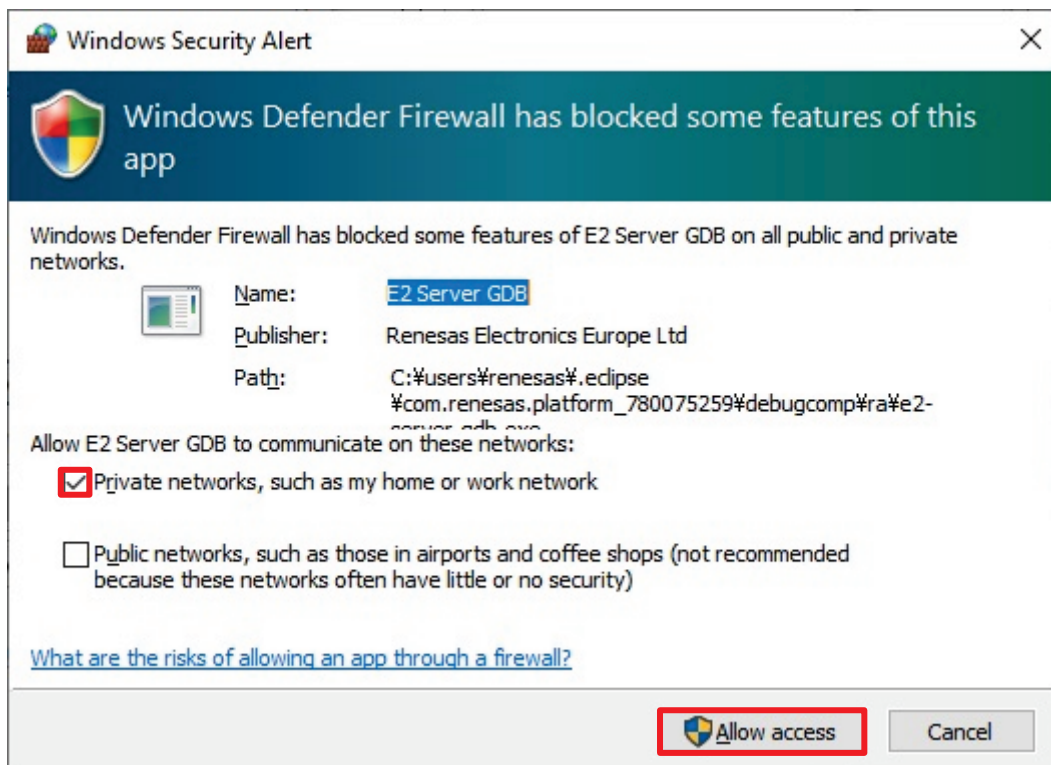 Windows Security Alert
Windows Defender Firewall has blocked some features of this
app
Windows Defender Firewall has blocked some features of E2 Server GDB on all public and private
networks.
Name: E2 Server GDB
Publisher: Renesas Electronics Europe Ltd
Path: C:¥users¥renesas¥.eclipse
¥com.renesas.platform_780075259¥debugcomp¥ra¥e2-
server-gdb.exe
Allow E2 Server GDB to communicate on these networks:
Private networks, such as my home or work network
Public networks, such as those in airports and coffee shops (not recommended
because these networks often have little or no security)
What are the risks of allowing an app through a firewall?
Allow access
Cancel